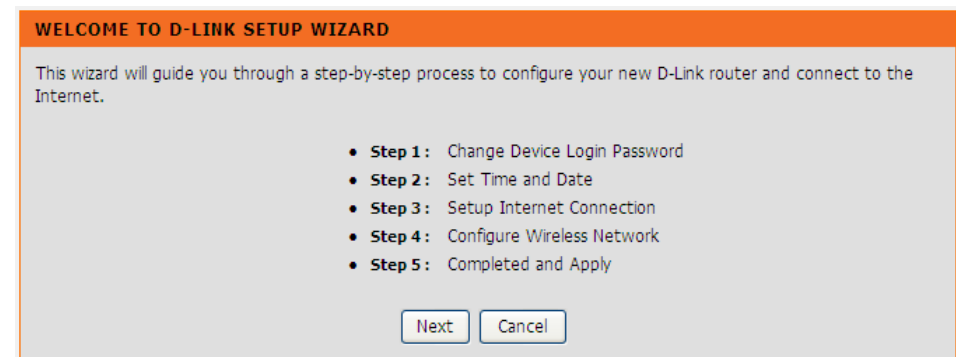 WELCOME TO D-LINK SETUP WIZARD
This wizard will guide you through a step-by-step process to configure your new D-Link router and connect to the
Internet.
• Step 1: Change Device Login Password
• Step 2: Set Time and Date
• Step 3: Setup Internet Connection
• Step 4: Configure Wireless Network
• Step 5: Completed and Apply
Next Cancel